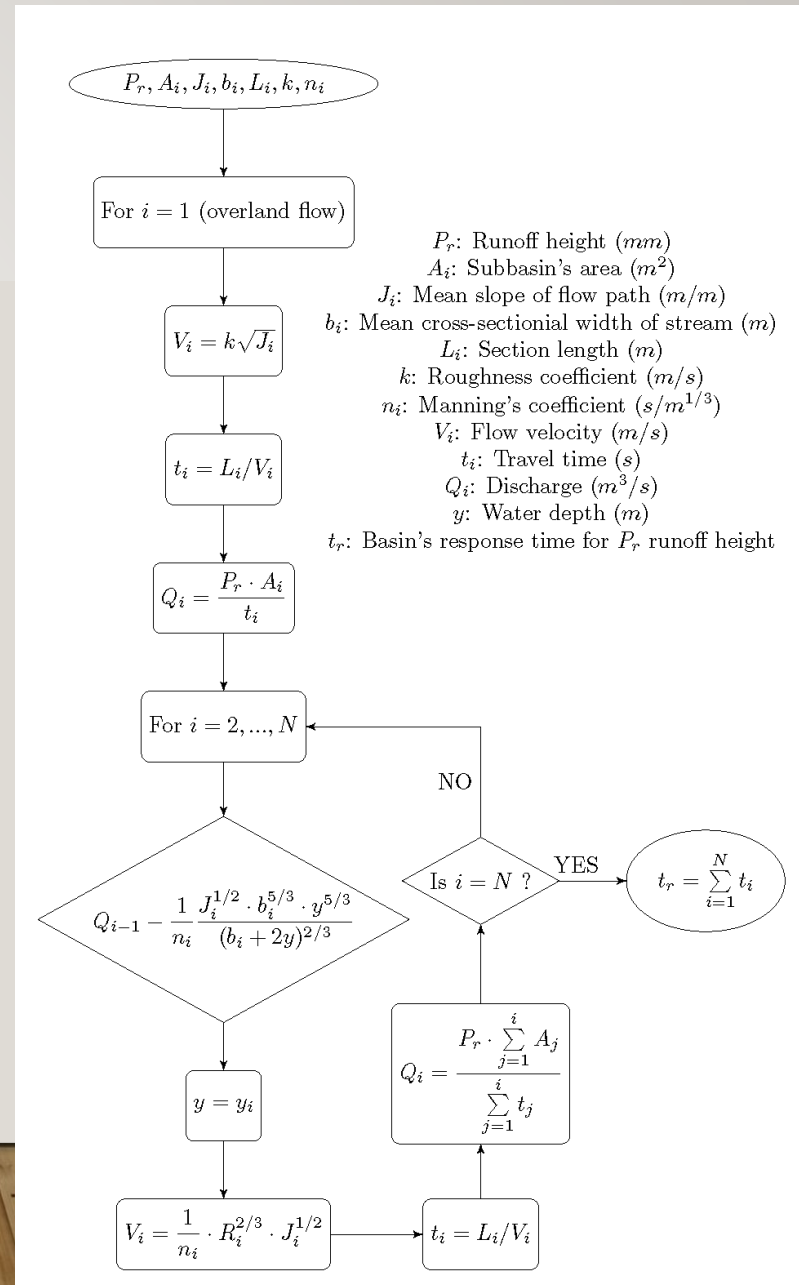 P_r, A_i, J_i, b_i, L_i, k, n_i
For i = 1 (overland flow)
V_i = k√J_i
t_i = L_i/V_i
Q_i = (P_r · A_i)/t_i
P_r: Runoff height (mm)
A_i: Subbasin's area (m^2)
J_i: Mean slope of flow path (m/m)
b_i: Mean cross-sectionial width of stream (m)
L_i: Section length (m)
k: Roughness coefficient (m/s)
n_i: Manning's coefficient (s/m^{1/3})
V_i: Flow velocity (m/s)
t_i: Travel time (s)
Q_i: Discharge (m^3/s)
y: Water depth (m)
t_r: Basin's response time for P_r runoff height
For i = 2, ..., N
Q_{i-1} − (1/n_i) (J_i^{1/2} · b_i^{5/3} · y^{5/3})/((b_i + 2y)^{2/3})
y = y_i
V_i = (1/n_i) · R_i^{2/3} · J_i^{1/2}
t_i = L_i/V_i
Q_i = (P_r · ∑_{j=1}^{i} A_j)/(∑_{j=1}^{i} t_j)
Is i = N ?
NO
YES
t_r = ∑_{i=1}^{N} t_i